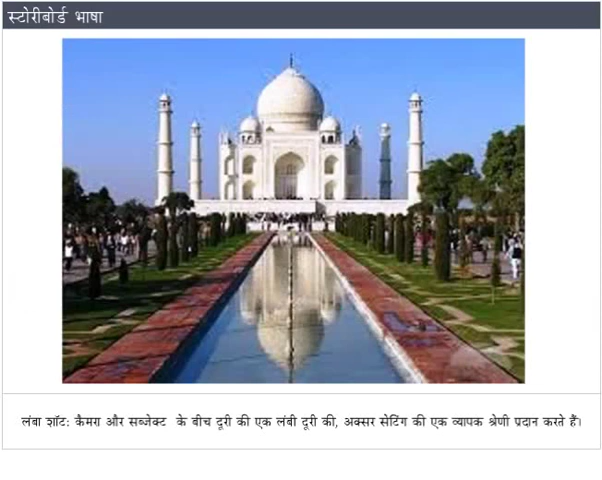 स्टोरीबोर्ड भाषा
लंबा शॉट: कैमरा और सब्जेक्ट के बीच दूरी की एक लंबी दूरी की, अक्सर सेटिंग की एक व्यापक श्रेणी प्रदान करते हैं।